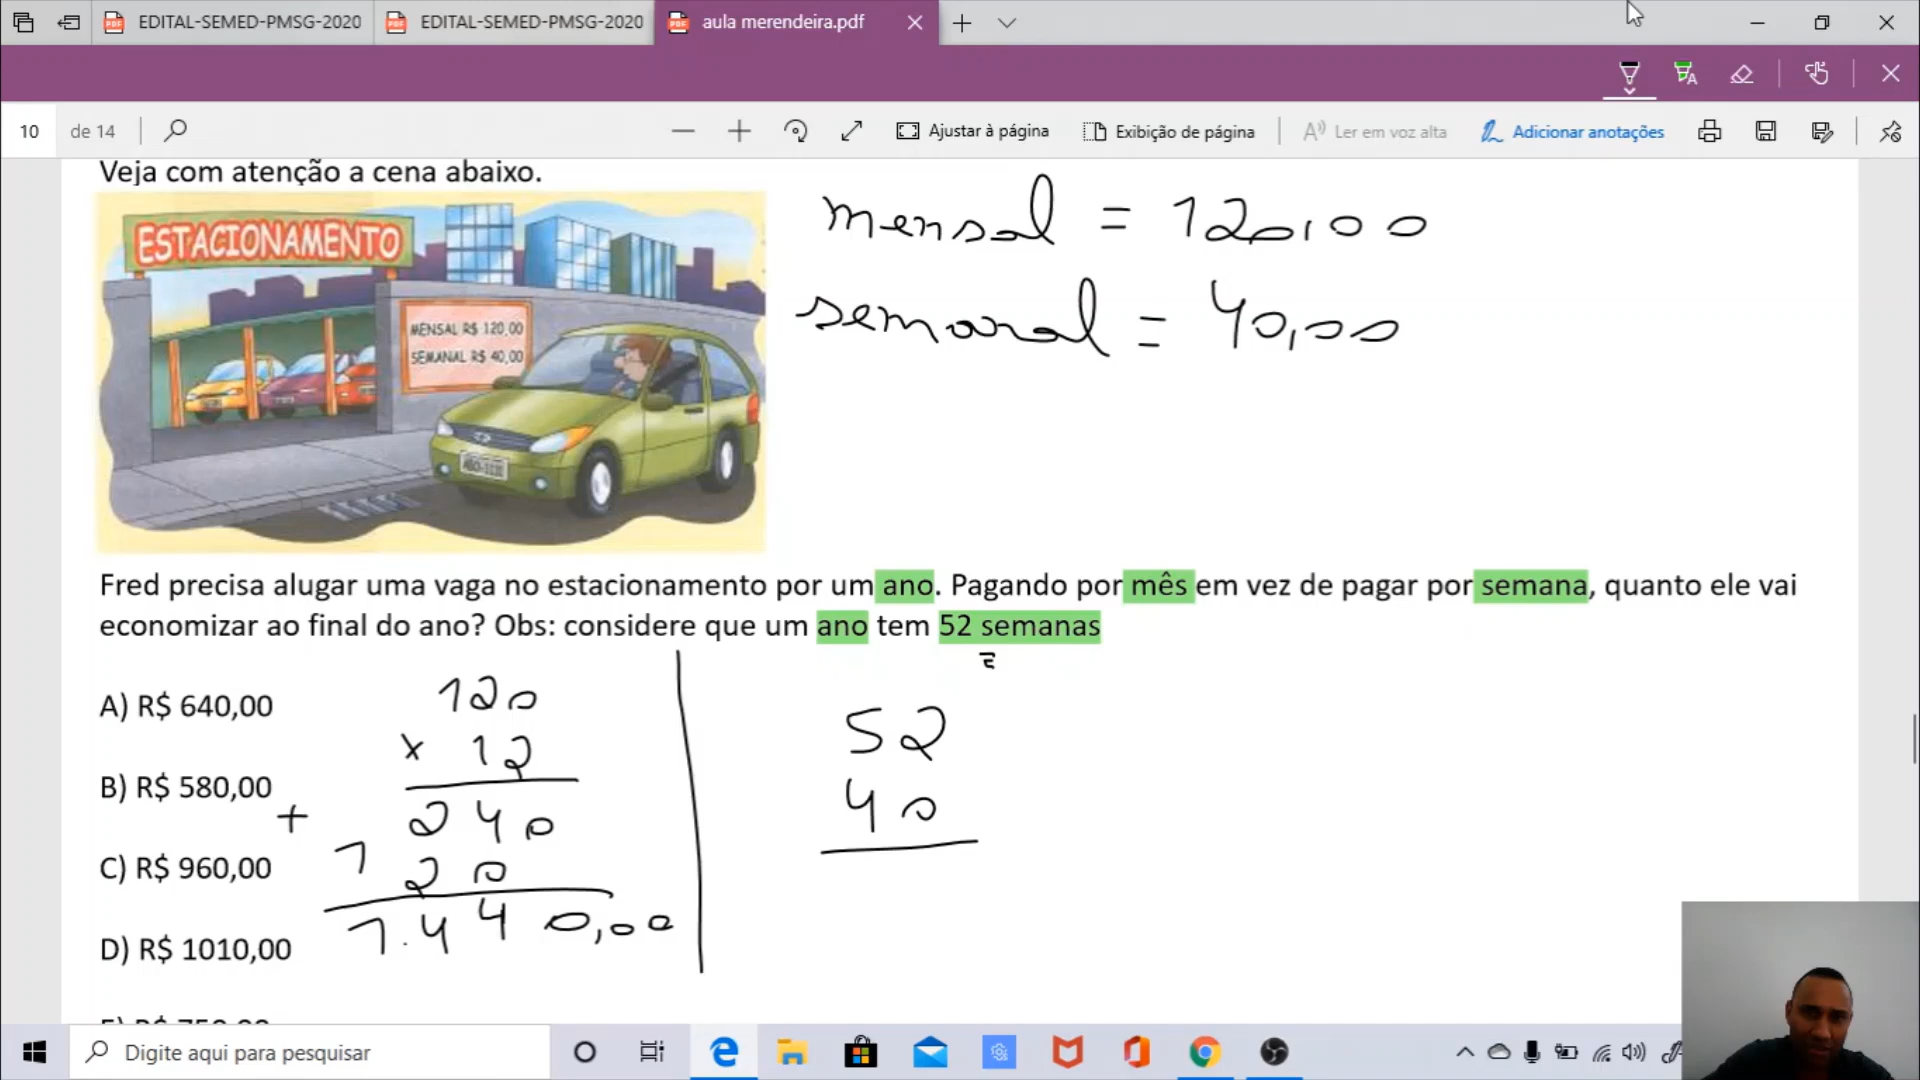 EDITAL-SEMED-PMSG-2020
EDITAL-SEMED-PMSG-2020
aula merendeira.pdf
10 de 14
Ajustar à página
Exibição de página
Ler em voz alta
Adicionar anotações
Veja com atenção a cena abaixo.
ESTACIONAMENTO
MENSAL R$ 120,00
SEMANAL R$ 40,00
mensal = 120,00
semanal = 40,00
Fred precisa alugar uma vaga no estacionamento por um ano. Pagando por mês em vez de pagar por semana, quanto ele vai
economizar ao final do ano? Obs: considere que um ano tem 52 semanas
A) R$ 640,00
B) R$ 580,00
C) R$ 960,00
D) R$ 1010,00
120
x 12
240
+
120
1.440,00
52
40
Digite aqui para pesquisar